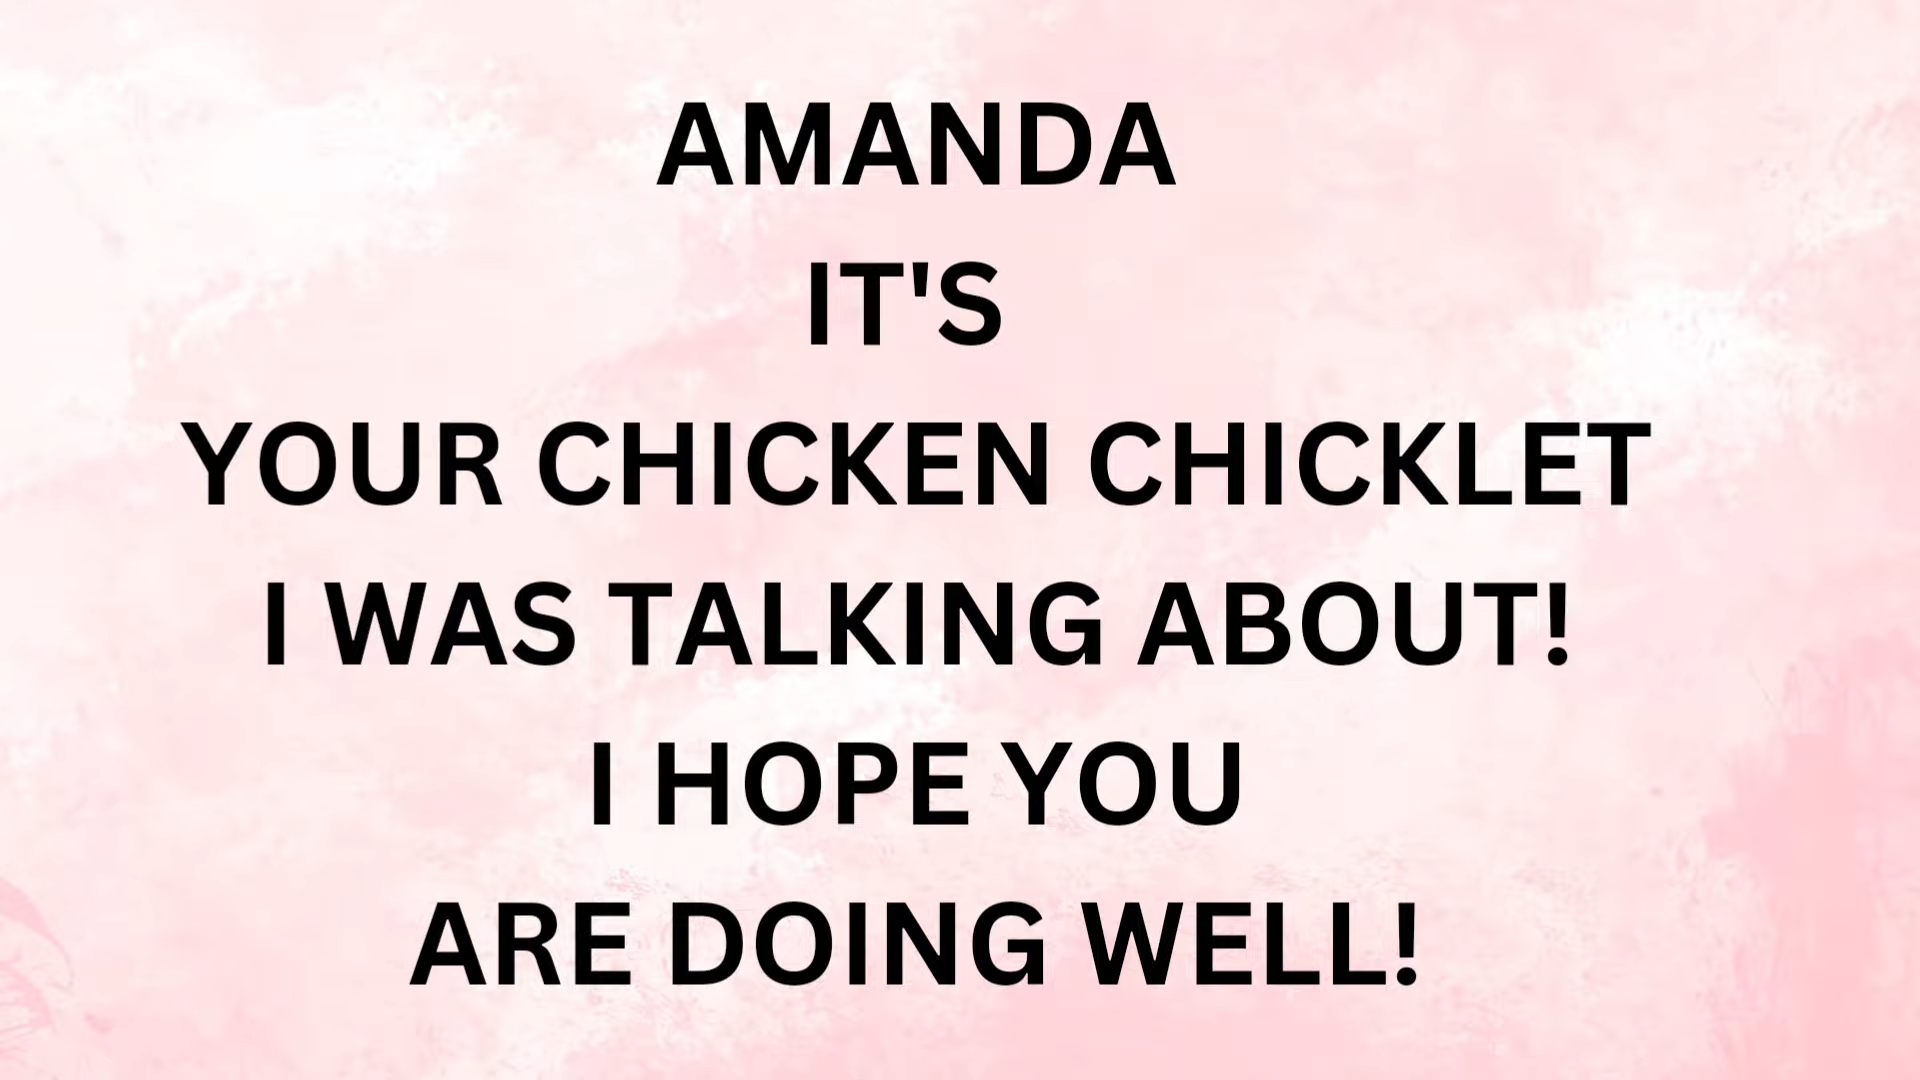 AMANDA
IT'S
YOUR CHICKEN CHICKLET
I WAS TALKING ABOUT!
I HOPE YOU
ARE DOING WELL!